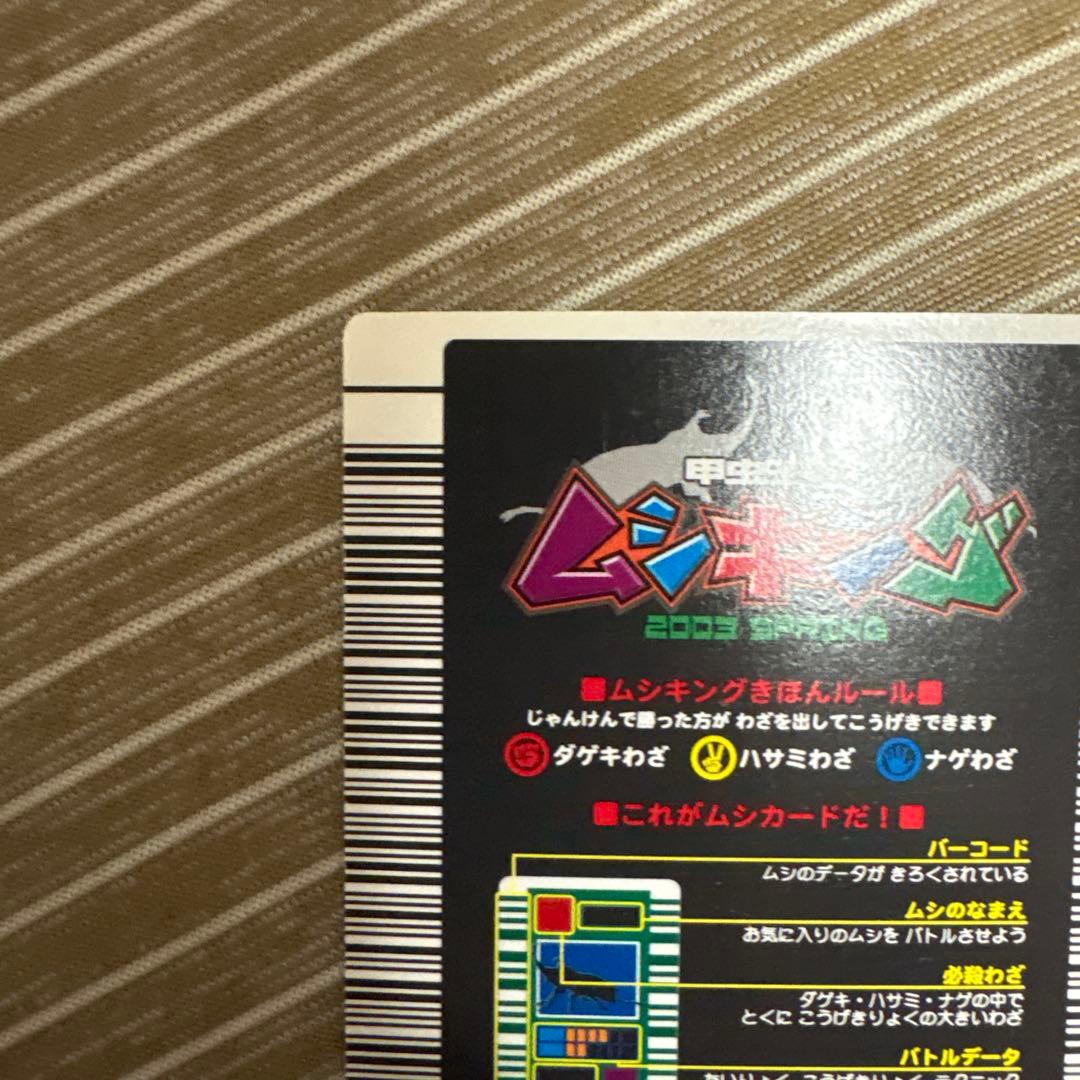 甲虫
ムシキング
2003 SPRING
■ムシキングきほんルール■
じゃんけんで勝った方が わざを出してこうげきできます
ダゲキわざ ハサミわざ ナゲわざ
■これがムシカードだ！■
バーコード
ムシのデータが きろくされている
ムシのなまえ
お気に入りのムシを バトルさせよう
必殺わざ
ダゲキ・ハサミ・ナゲの中で
とくに こうげきりょくの大きいわざ
バトルデータ